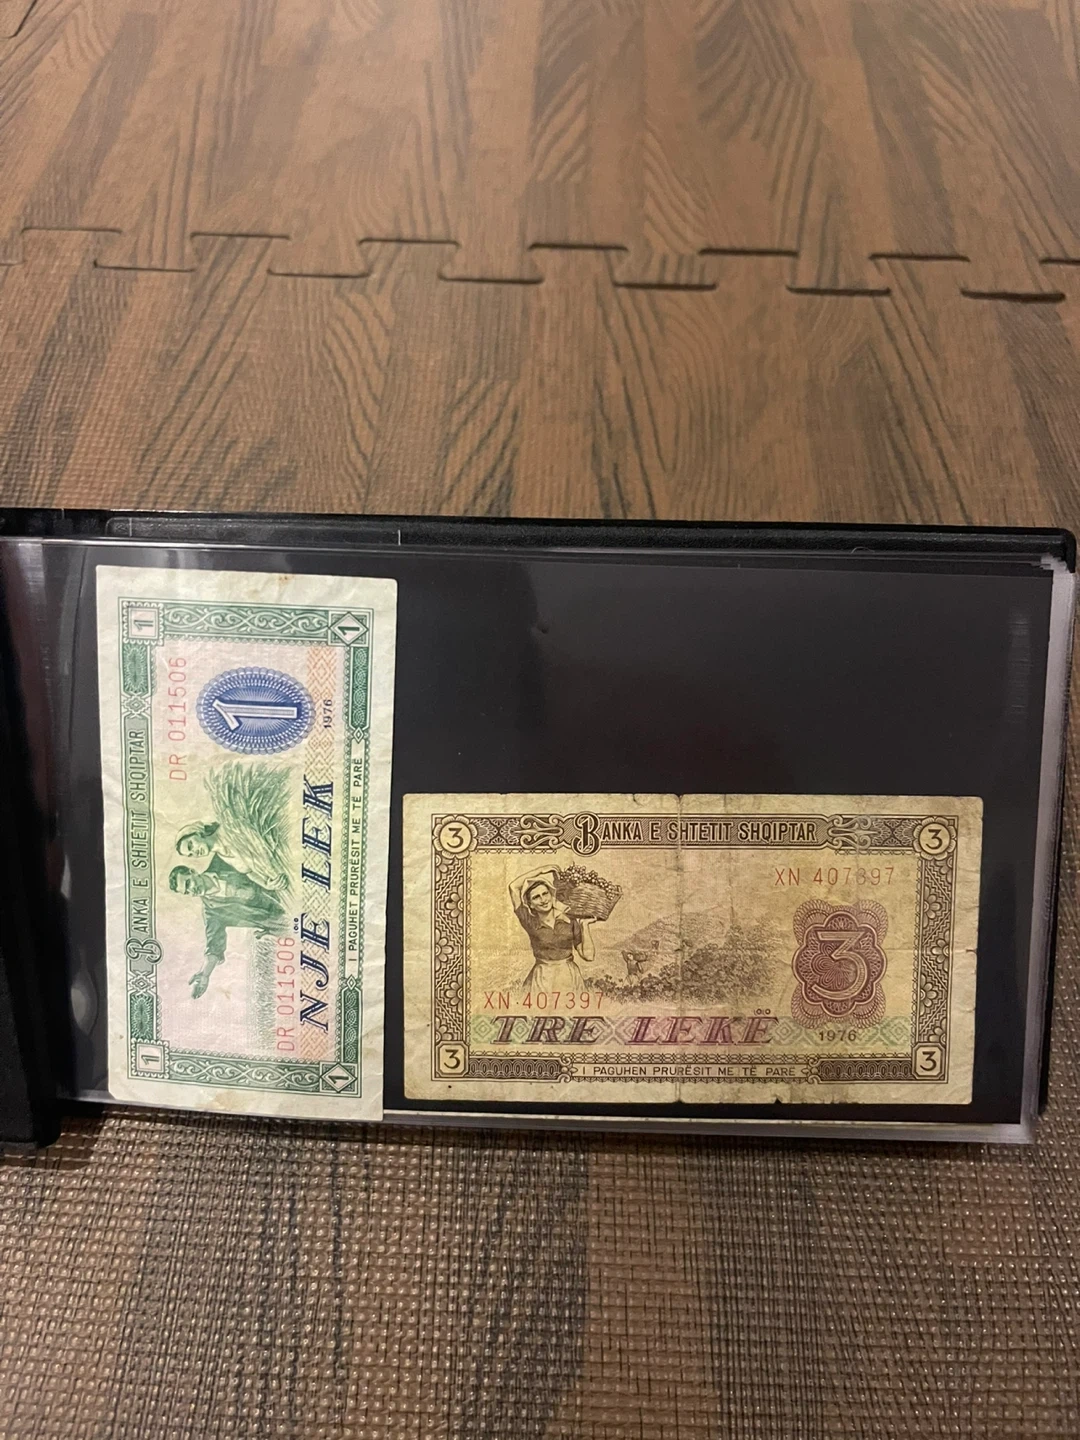 1
1
BANKA E SHTETIT SHQIPTAR
DR 011506
1
1976
DR 011506
NJË LEK
I PAGUHET PRURËSIT ME TË PARË
1
1
3
BANKA E SHTETIT SHQIPTAR
3
XN 407397
3
XN 407397
TRE LEKË
1976
3
I PAGUHEN PRURËSIT ME TË PARË
3